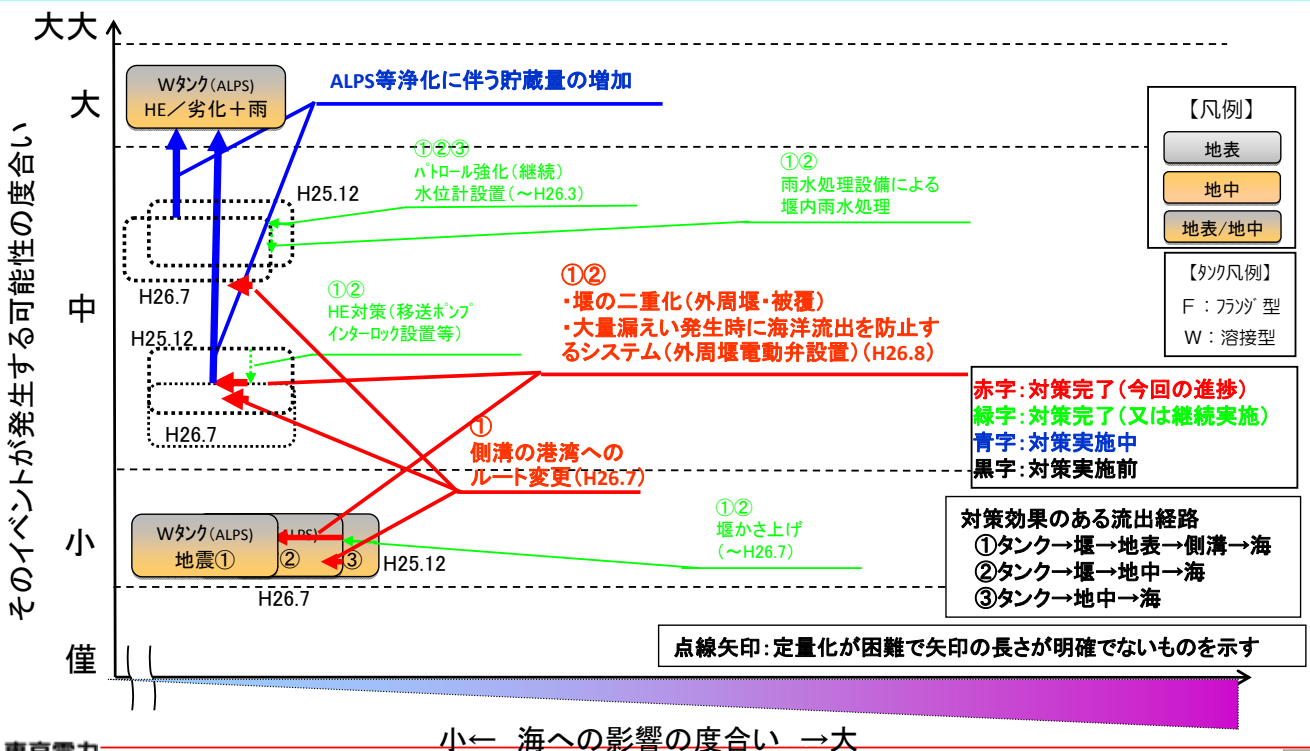 大大
大
中
小
僅
そのイベントが発生する可能性の度合い
Wタンク(ALPS)
HE／劣化＋雨
ALPS等浄化に伴う貯蔵量の増加
①②③
パトロール強化(継続)
水位計設置(～H26.3)
①②
雨水処理設備による
堰内雨水処理
H25.12
H26.7
①②
HE対策(移送ポンプ
インターロック設置等)
H25.12
H26.7
①②
・堰の二重化(外周堰・被覆)
・大量漏えい発生時に海洋流出を防止す
るシステム(外周堰電動弁設置)(H26.8)
①
側溝の港湾への
ルート変更(H26.7)
①②
堰かさ上げ
(～H26.7)
Wタンク(ALPS)
地震①
LPS)
②
③
H25.12
H26.7
【凡例】
地表
地中
地表/地中
【タンク凡例】
F：フランジ型
W：溶接型
赤字：対策完了(今回の進捗)
緑字：対策完了(又は継続実施)
青字：対策実施中
黒字：対策実施前
対策効果のある流出経路
①タンク→堰→地表→側溝→海
②タンク→堰→地中→海
③タンク→地中→海
点線矢印：定量化が困難で矢印の長さが明確でないものを示す
小← 海への影響の度合い →大
東京電力